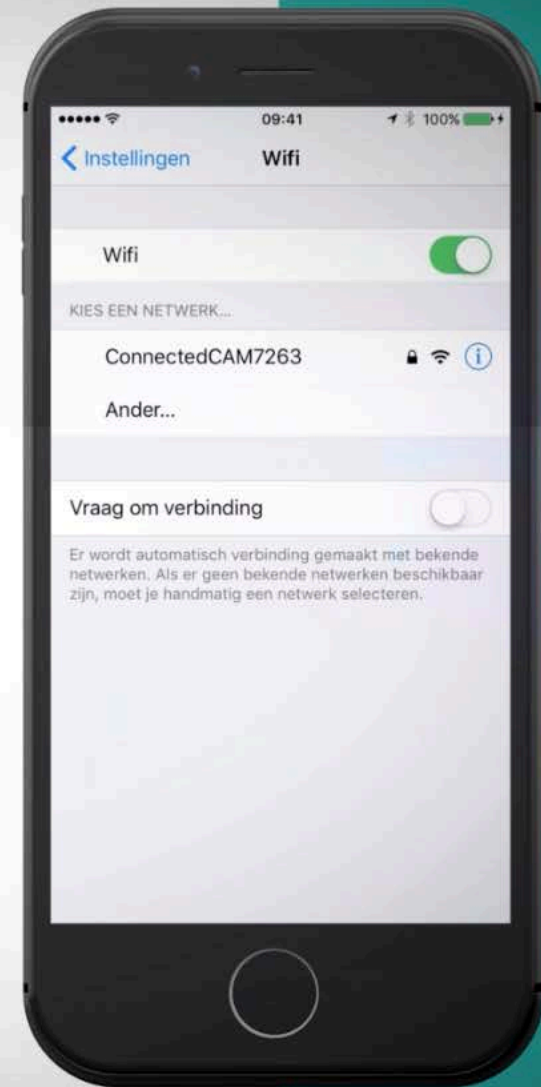 09:41
100%
Instellingen
Wifi
Wifi
KIES EEN NETWERK...
ConnectedCAM7263
Ander...
Vraag om verbinding
Er wordt automatisch verbinding gemaakt met bekende
netwerken. Als er geen bekende netwerken beschikbaar
zijn, moet je handmatig een netwerk selecteren.